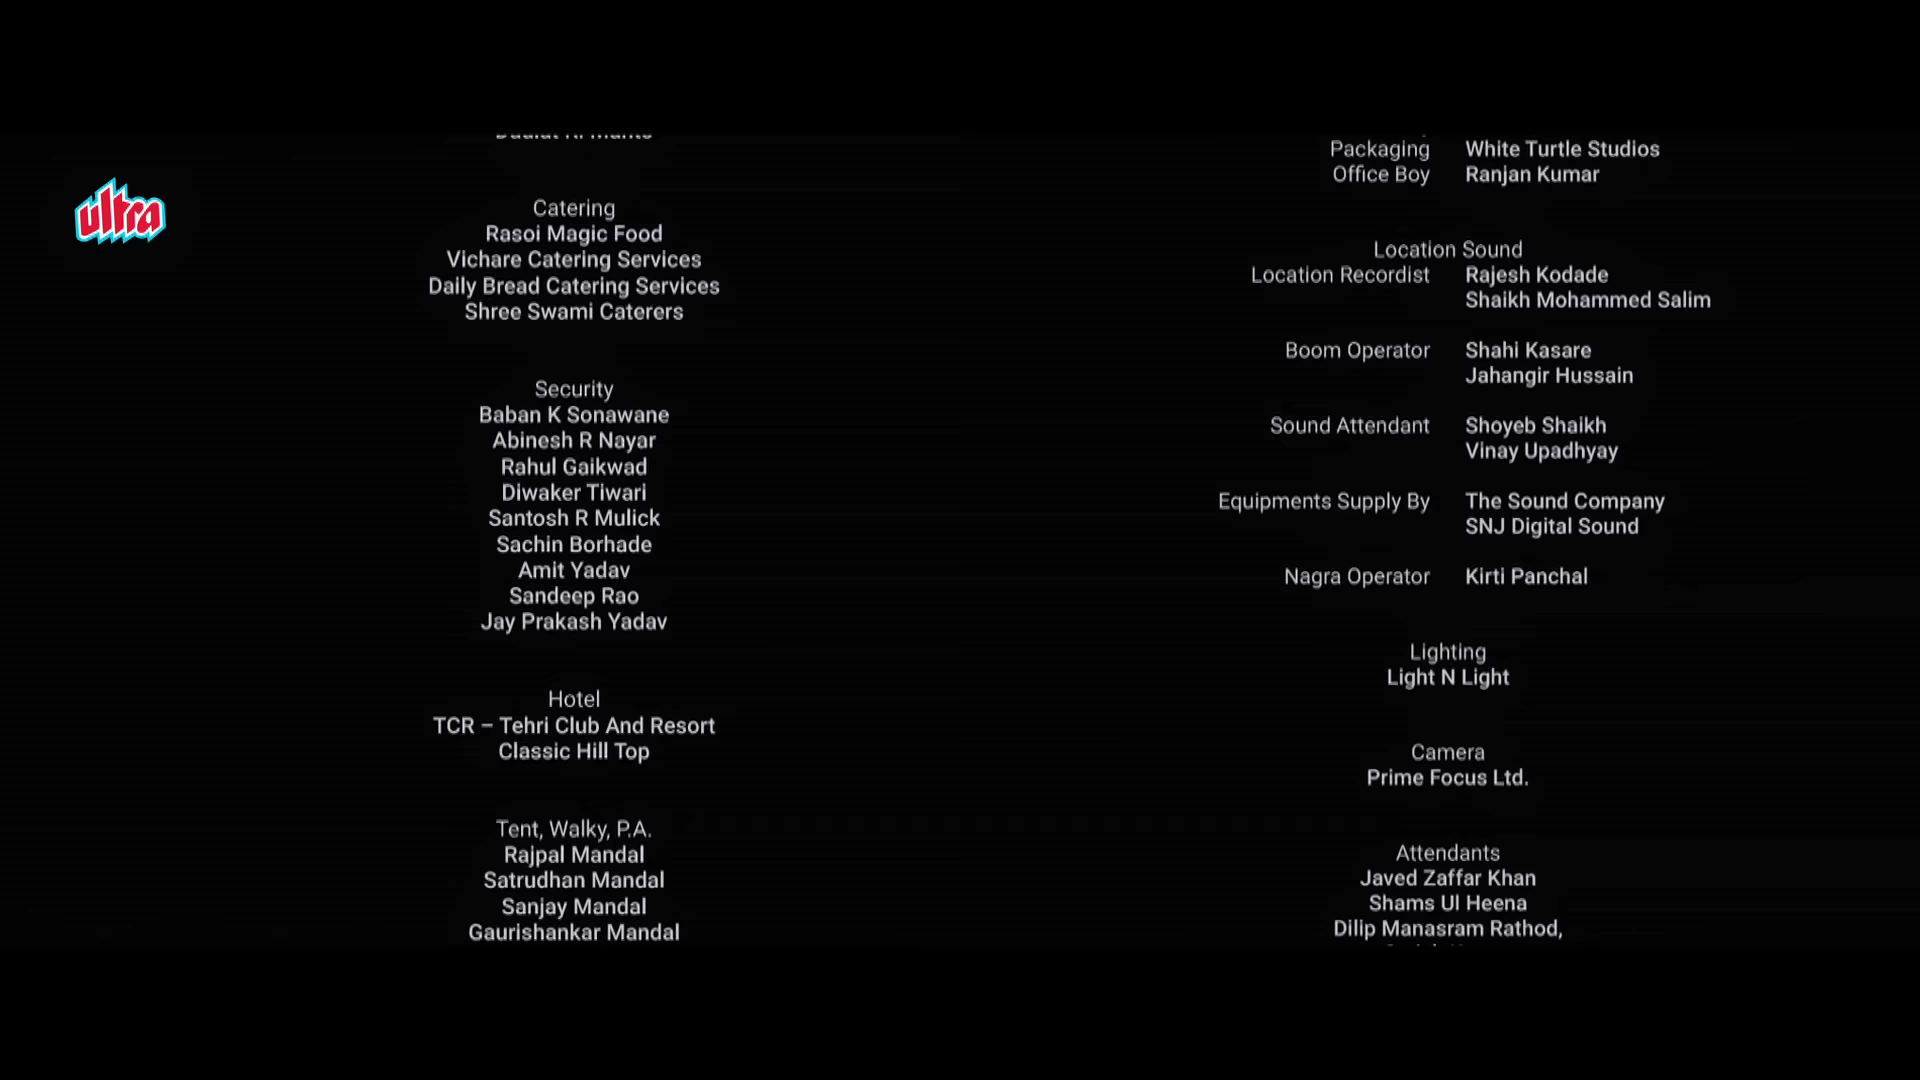 ultra
Catering
Rasoi Magic Food
Vichare Catering Services
Daily Bread Catering Services
Shree Swami Caterers
Security
Baban K Sonawane
Abinesh R Nayar
Rahul Gaikwad
Diwaker Tiwari
Santosh R Mulick
Sachin Borhade
Amit Yadav
Sandeep Rao
Jay Prakash Yadav
Hotel
TCR – Tehri Club And Resort
Classic Hill Top
Tent, Walky, P.A.
Rajpal Mandal
Satrudhan Mandal
Sanjay Mandal
Gaurishankar Mandal
Packaging White Turtle Studios
Office Boy Ranjan Kumar
Location Sound
Location Recordist Rajesh Kodade
Shaikh Mohammed Salim
Boom Operator Shahi Kasare
Jahangir Hussain
Sound Attendant Shoyeb Shaikh
Vinay Upadhyay
Equipments Supply By The Sound Company
SNJ Digital Sound
Nagra Operator Kirti Panchal
Lighting
Light N Light
Camera
Prime Focus Ltd.
Attendants
Javed Zaffar Khan
Shams Ul Heena
Dilip Manasram Rathod,